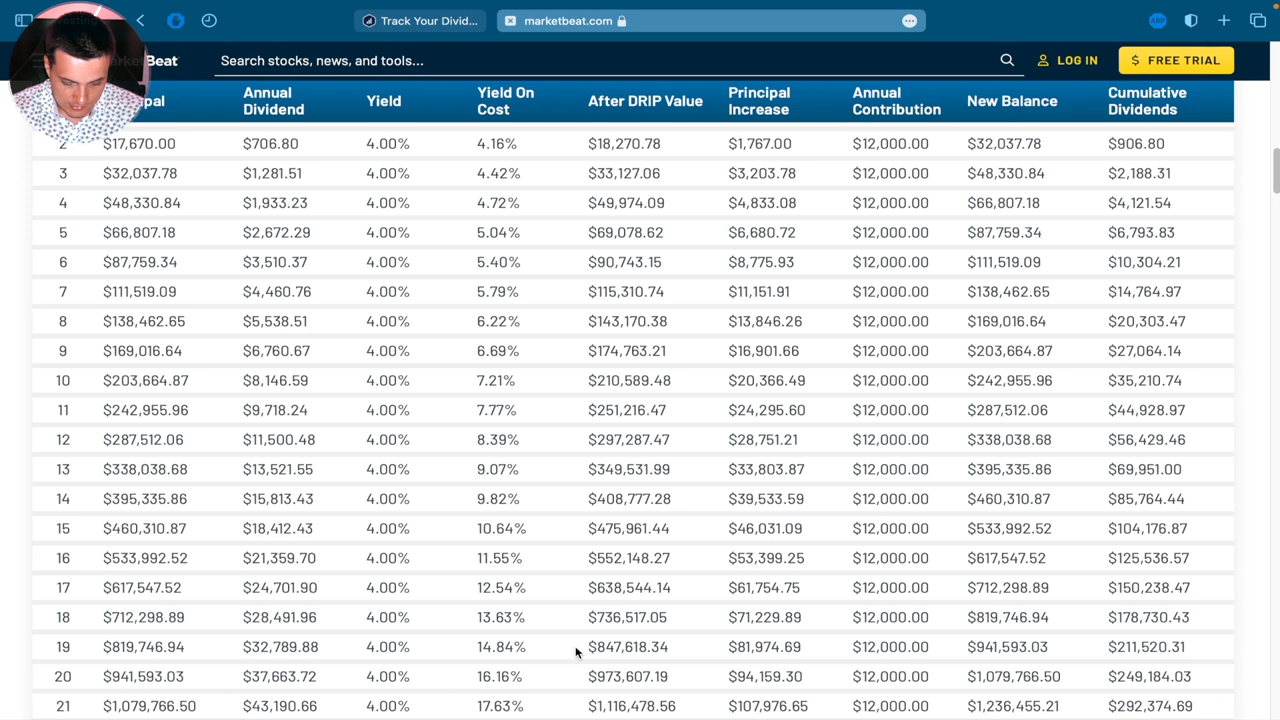 Track Your Divid...
marketbeat.com
ABP
Beat
Search stocks, news, and tools...
LOG IN
$ FREE TRIAL
Annual Dividend
Yield
Yield On Cost
After DRIP Value
Principal Increase
Annual Contribution
New Balance
Cumulative Dividends
2 $17,670.00 $706.80 4.00% 4.16% $18,270.78 $1,767.00 $12,000.00 $32,037.78 $906.80
3 $32,037.78 $1,281.51 4.00% 4.42% $33,127.06 $3,203.78 $12,000.00 $48,330.84 $2,188.31
4 $48,330.84 $1,933.23 4.00% 4.72% $49,974.09 $4,833.08 $12,000.00 $66,807.18 $4,121.54
5 $66,807.18 $2,672.29 4.00% 5.04% $69,078.62 $6,680.72 $12,000.00 $87,759.34 $6,793.83
6 $87,759.34 $3,510.37 4.00% 5.40% $90,743.15 $8,775.93 $12,000.00 $111,519.09 $10,304.21
7 $111,519.09 $4,460.76 4.00% 5.79% $115,310.74 $11,151.91 $12,000.00 $138,462.65 $14,764.97
8 $138,462.65 $5,538.51 4.00% 6.22% $143,170.38 $13,846.26 $12,000.00 $169,016.64 $20,303.47
9 $169,016.64 $6,760.67 4.00% 6.69% $174,763.21 $16,901.66 $12,000.00 $203,664.87 $27,064.14
10 $203,664.87 $8,146.59 4.00% 7.21% $210,589.48 $20,366.49 $12,000.00 $242,955.96 $35,210.74
11 $242,955.96 $9,718.24 4.00% 7.77% $251,216.47 $24,295.60 $12,000.00 $287,512.06 $44,928.97
12 $287,512.06 $11,500.48 4.00% 8.39% $297,287.47 $28,751.21 $12,000.00 $338,038.68 $56,429.46
13 $338,038.68 $13,521.55 4.00% 9.07% $349,531.99 $33,803.87 $12,000.00 $395,335.86 $69,951.00
14 $395,335.86 $15,813.43 4.00% 9.82% $408,777.28 $39,533.59 $12,000.00 $460,310.87 $85,764.44
15 $460,310.87 $18,412.43 4.00% 10.64% $475,961.44 $46,031.09 $12,000.00 $533,992.52 $104,176.87
16 $533,992.52 $21,359.70 4.00% 11.55% $552,148.27 $53,399.25 $12,000.00 $617,547.52 $125,536.57
17 $617,547.52 $24,701.90 4.00% 12.54% $638,544.14 $61,754.75 $12,000.00 $712,298.89 $150,238.47
18 $712,298.89 $28,491.96 4.00% 13.63% $736,517.05 $71,229.89 $12,000.00 $819,746.94 $178,730.43
19 $819,746.94 $32,789.88 4.00% 14.84% $847,618.34 $81,974.69 $12,000.00 $941,593.03 $211,520.31
20 $941,593.03 $37,663.72 4.00% 16.16% $973,607.19 $94,159.30 $12,000.00 $1,079,766.50 $249,184.03
21 $1,079,766.50 $43,190.66 4.00% 17.63% $1,116,478.56 $107,976.65 $12,000.00 $1,236,455.21 $292,374.69